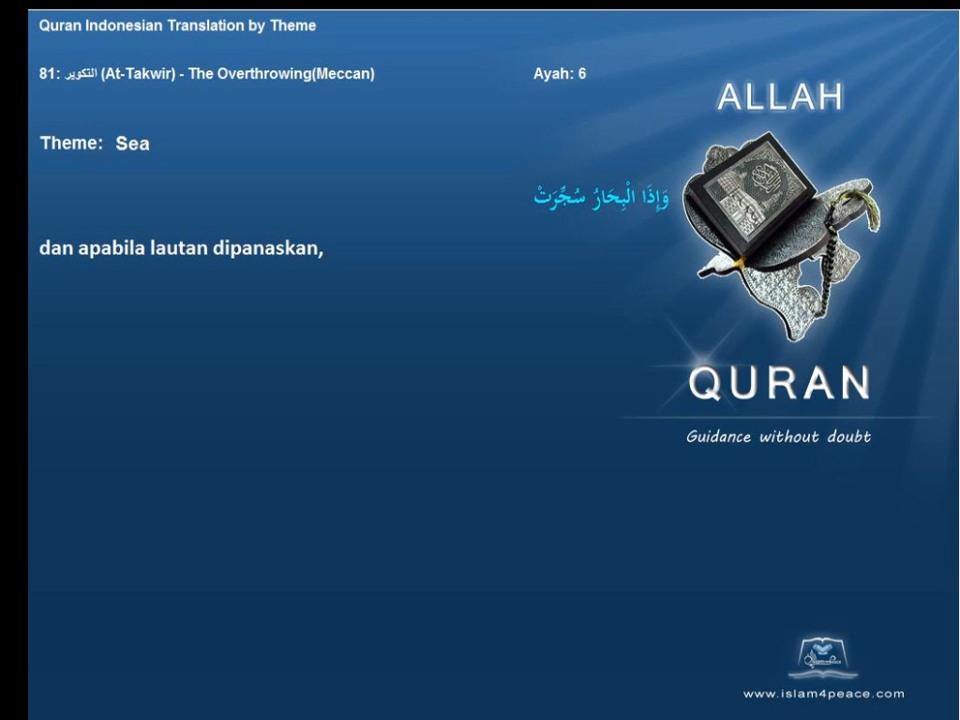 Quran Indonesian Translation by Theme
81: التكوير (At-Takwir) - The Overthrowing(Meccan)
Ayah: 6
ALLAH
Theme: Sea
وَإِذَا الْبِحَارُ سُجِّرَتْ
dan apabila lautan dipanaskan,
QURAN
Guidance without doubt
www.islam4peace.com